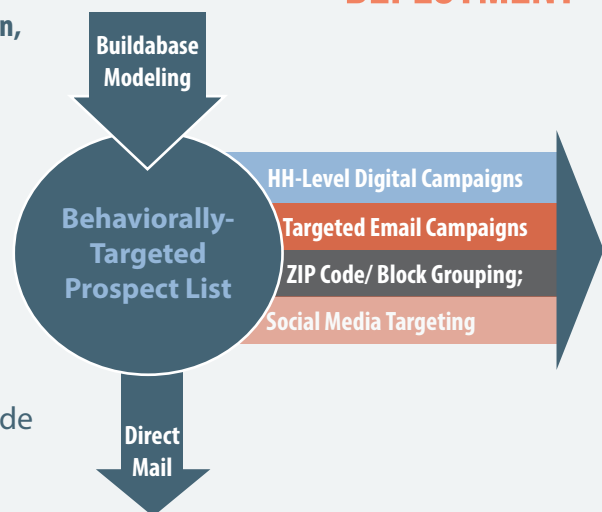 n,
Buildabase
Modeling
HH-Level Digital Campaigns
Behaviorally-
Targeted
Prospect List
Targeted Email Campaigns
ZIP Code/ Block Grouping;
Social Media Targeting
de
Direct
Mail